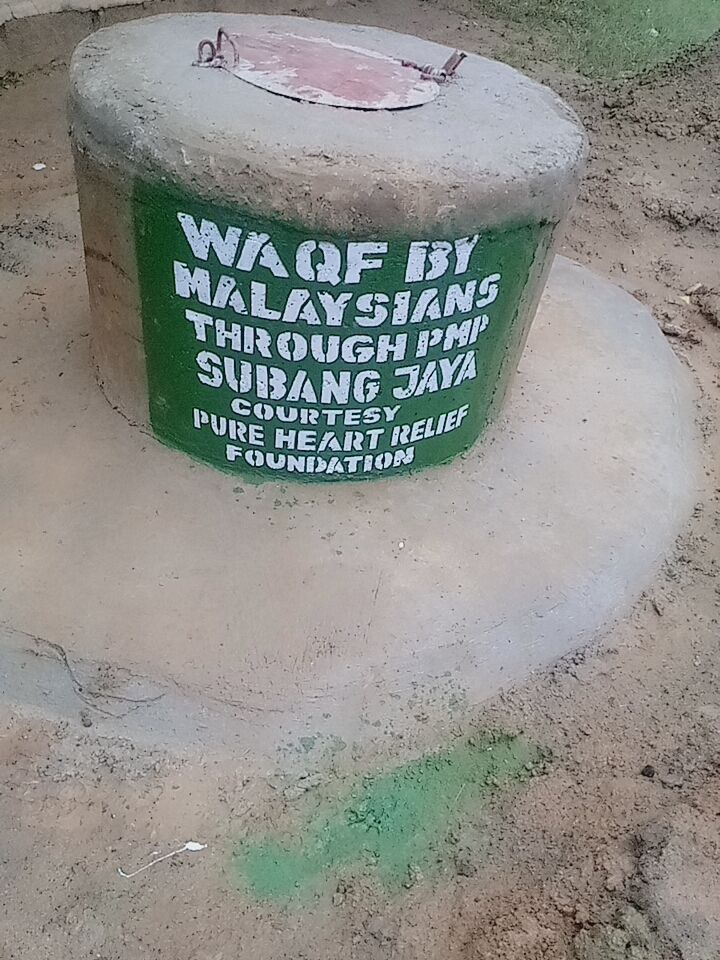 WAQF BY
MALAYSIANS
THROUGH PMP
SUBANG JAYA
COURTESY
PURE HEART RELIEF
FOUNDATION